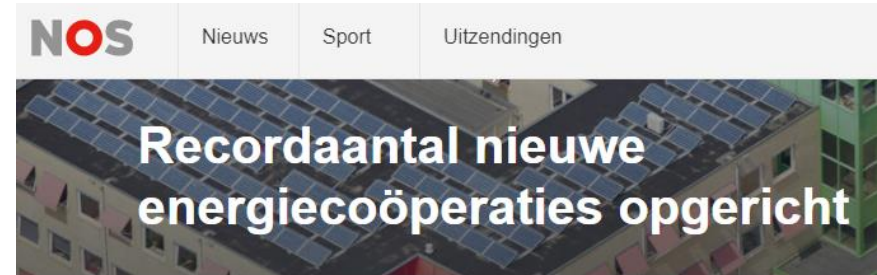 NOS Nieuws Sport Uitzendingen
Recordaantal nieuwe
energiecoöperaties opgericht